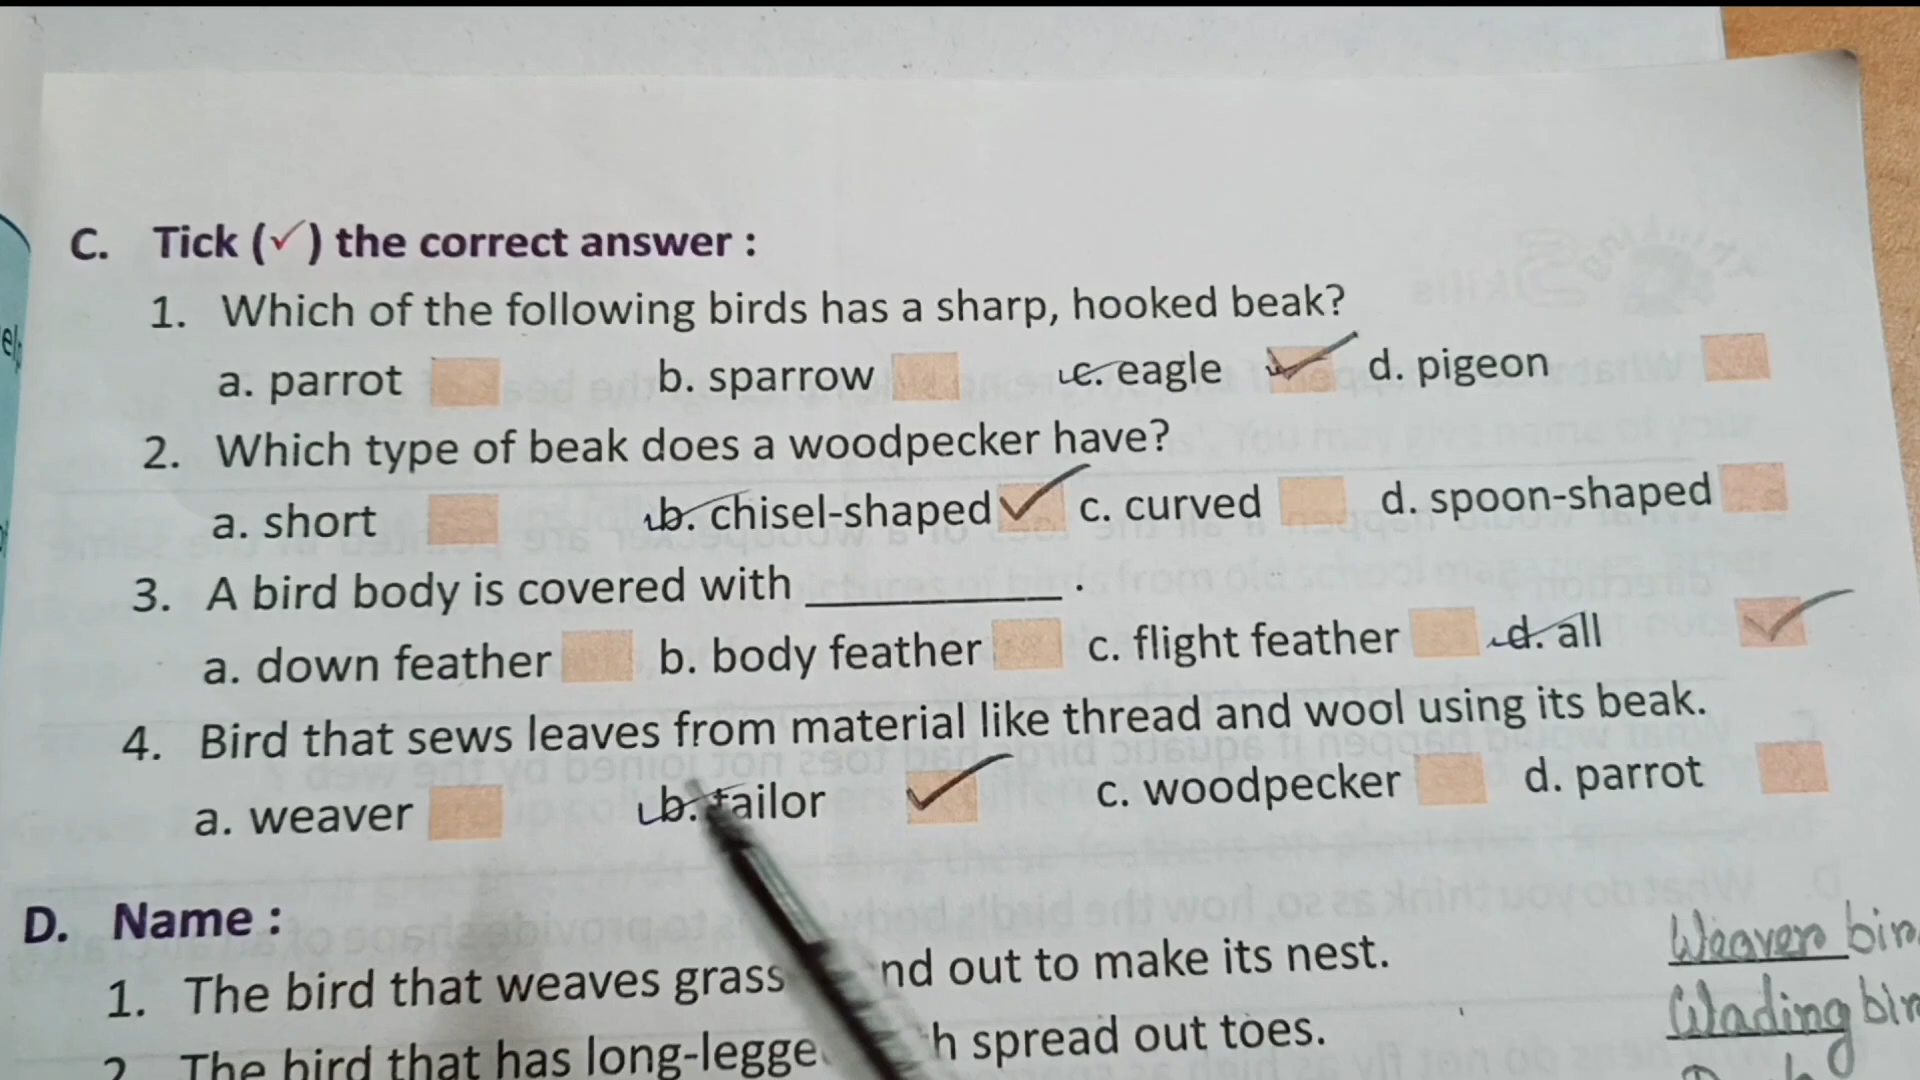 C. Tick (✓) the correct answer :
1. Which of the following birds has a sharp, hooked beak?
a. parrot b. sparrow c. eagle ✓ d. pigeon
2. Which type of beak does a woodpecker have?
a. short b. chisel-shaped ✓ c. curved d. spoon-shaped
3. A bird body is covered with __________ .
a. down feather b. body feather c. flight feather d. all ✓
4. Bird that sews leaves from material like thread and wool using its beak.
a. weaver b. tailor ✓ c. woodpecker d. parrot
D. Name :
1. The bird that weaves grass nd out to make its nest. Weaver bir
2. The bird that has long-legge h spread out toes. Wading bir